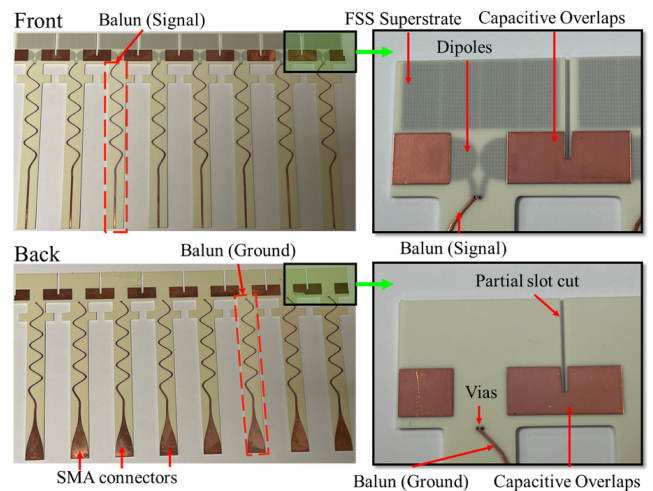 Front
Balun (Signal)
FSS Superstrate
Capacitive Overlaps
Dipoles
Balun (Signal)
Back
Balun (Ground)
Partial slot cut
Vias
SMA connectors
Balun (Ground)
Capacitive Overlaps